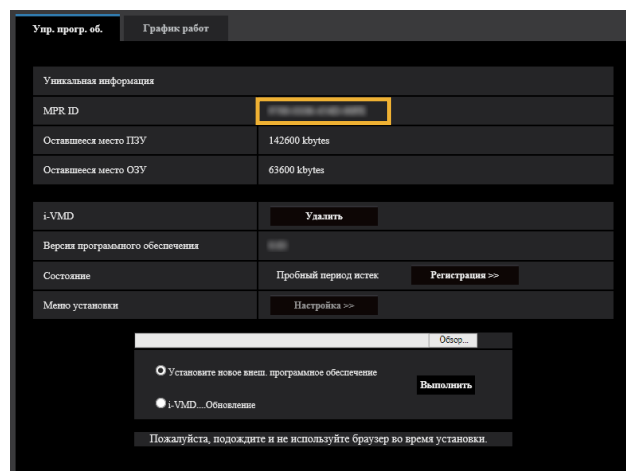 Упр. прогр. об. График работ
Уникальная информация
MPR ID
Оставшееся место ПЗУ 142600 kbytes
Оставшееся место ОЗУ 63600 kbytes
i-VMD Удалить
Версия программного обеспечения
Состояние Пробный период истек Регистрация >>
Меню установки Настройка >>
Обзор...
Установите новое внеш. программное обеспечение
Выполнить
i-VMD....Обновление
Пожалуйста, подождите и не используйте браузер во время установки.